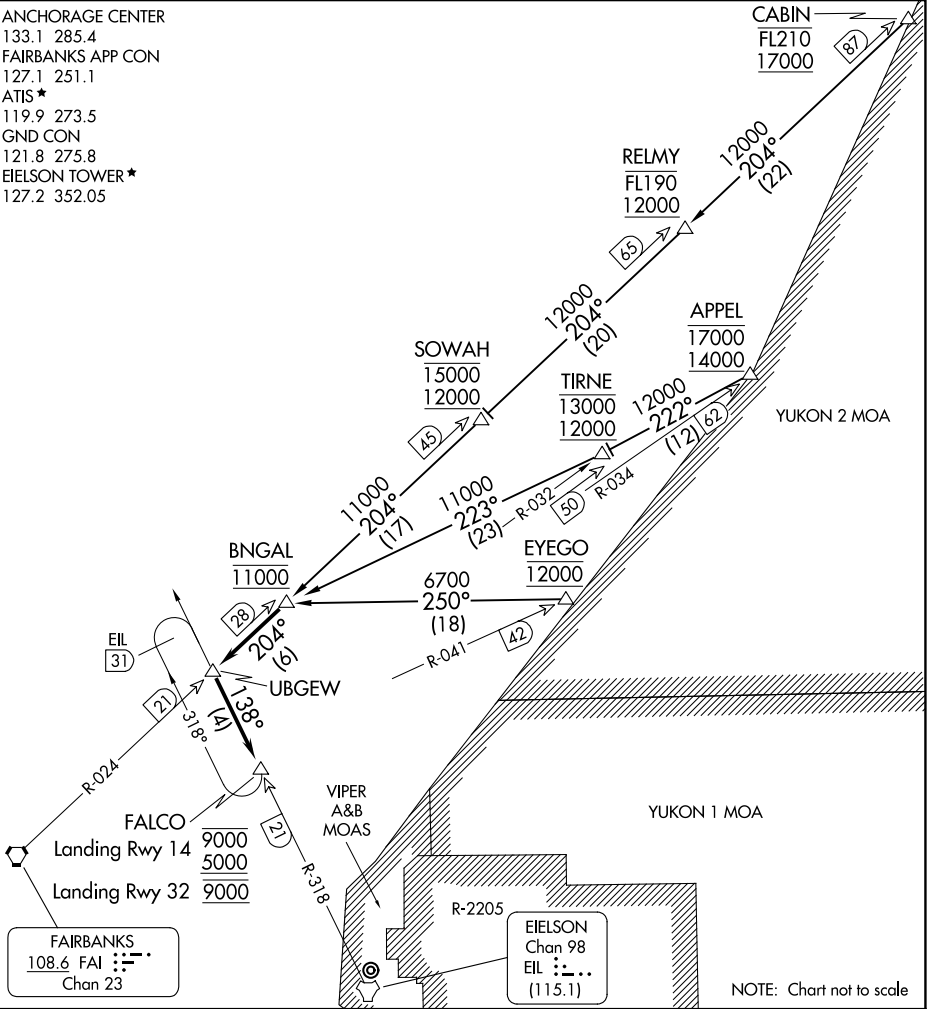 ANCHORAGE CENTER
133.1 285.4
FAIRBANKS APP CON
127.1 251.1
ATIS ★
119.9 273.5
GND CON
121.8 275.8
EIELSON TOWER ★
127.2 352.05
CABIN
FL210
17000
87
12000
204°
(22)
RELMY
FL190
12000
65
12000
204°
(20)
APPEL
17000
14000
SOWAH
15000
12000
45
TIRNE
13000
12000
12000
222°
(12)
62
R-034
50
R-032
YUKON 2 MOA
11000
204°
(17)
11000
223°
(23)
BNGAL
11000
28
EYEGO
12000
6700
250°
(18)
42
R-041
204°
(6)
EIL
31
UBGEW
21
318°
138°
(4)
R-024
FALCO
Landing Rwy 14 9000
5000
Landing Rwy 32 9000
21
R-318
VIPER
A&B
MOAS
YUKON 1 MOA
R-2205
FAIRBANKS
108.6 FAI
Chan 23
EIELSON
Chan 98
EIL
(115.1)
NOTE: Chart not to scale